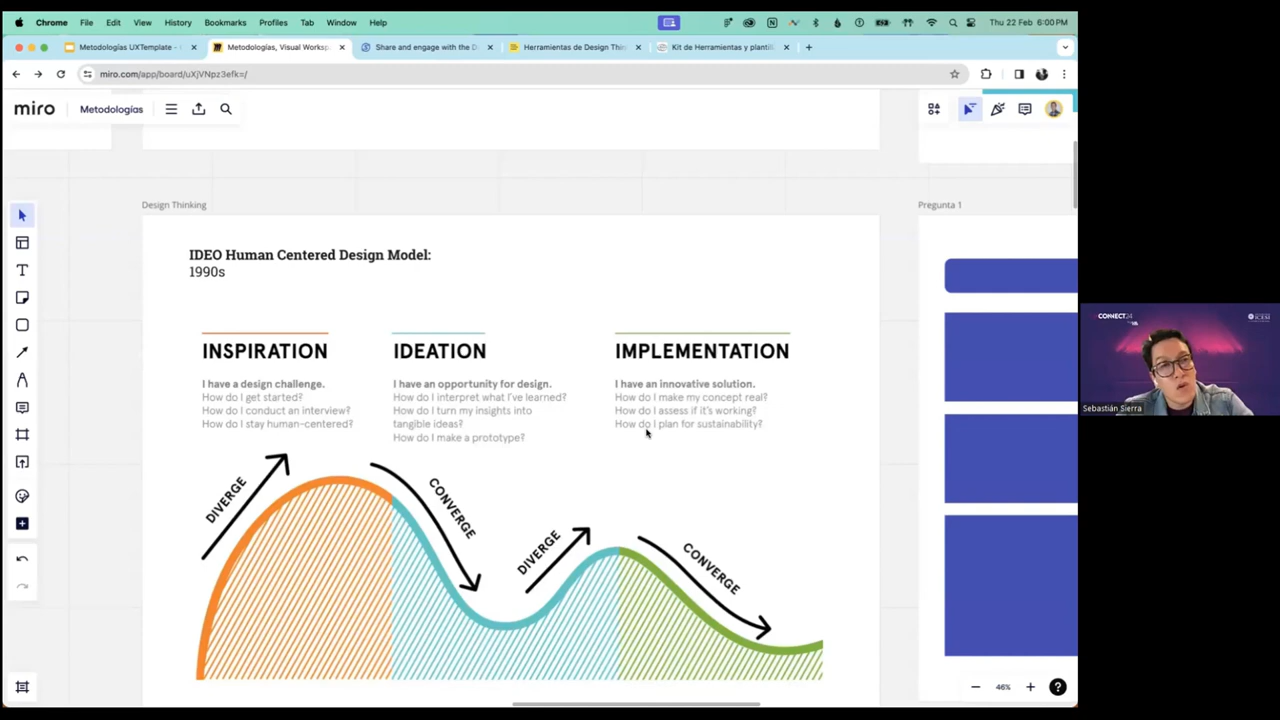 Chrome File Edit View History Bookmarks Profiles Tab Window Help
Thu 22 Feb 6:00 PM
Metodologías UXTemplate -
Metodologías, Visual Worksp
Share and engage with the D
Herramientas de Design Thin
Kit de Herramientas y plantil
miro.com/app/board/uXjVNpz3efk=/
miro Metodologías
Design Thinking
Pregunta 1
IDEO Human Centered Design Model:
1990s
INSPIRATION
I have a design challenge.
How do I get started?
How do I conduct an interview?
How do I stay human-centered?
IDEATION
I have an opportunity for design.
How do I interpret what I've learned?
How do I turn my insights into
tangible ideas?
How do I make a prototype?
IMPLEMENTATION
I have an innovative solution.
How do I make my concept real?
How do I assess if it's working?
How do I plan for sustainability?
DIVERGE
CONVERGE
DIVERGE
CONVERGE
46%
Sebastián Sierra